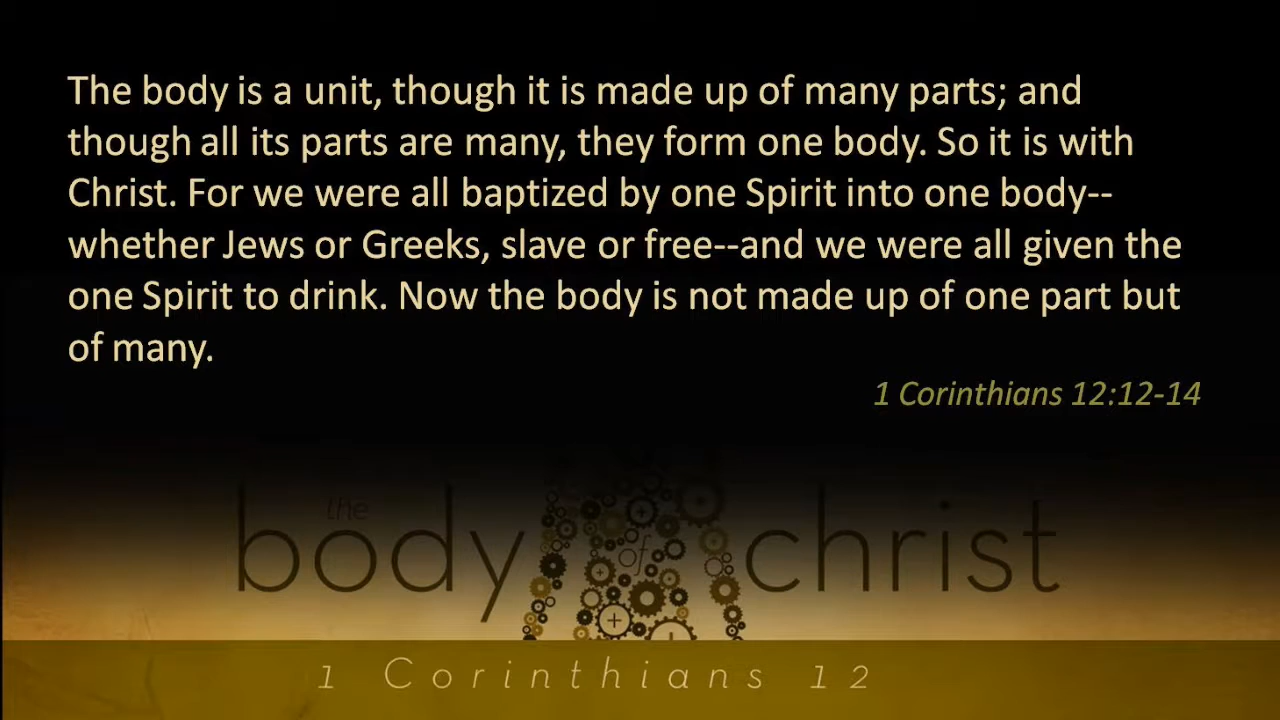 The body is a unit, though it is made up of many parts; and
though all its parts are many, they form one body. So it is with
Christ. For we were all baptized by one Spirit into one body--
whether Jews or Greeks, slave or free--and we were all given the
one Spirit to drink. Now the body is not made up of one part but
of many.
1 Corinthians 12:12-14
the
body of christ
1 Corinthians 12